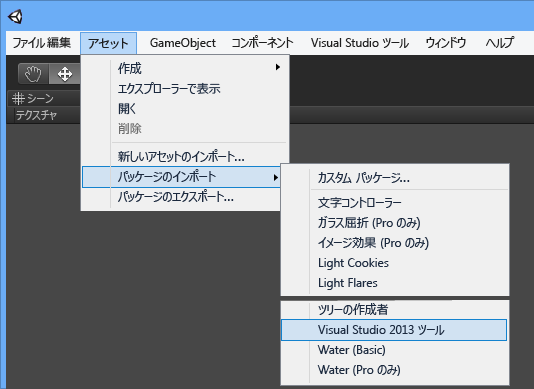 ファイル 編集 アセット GameObject コンポーネント Visual Studio ツール ウィンドウ ヘルプ
シーン
テクスチャ
作成
エクスプローラーで表示
開く
削除
新しいアセットのインポート...
パッケージのインポート
パッケージのエクスポート...
カスタム パッケージ...
文字コントローラー
ガラス屈折 (Pro のみ)
イメージ効果 (Pro のみ)
Light Cookies
Light Flares
ツリーの作成者
Visual Studio 2013 ツール
Water (Basic)
Water (Pro のみ)